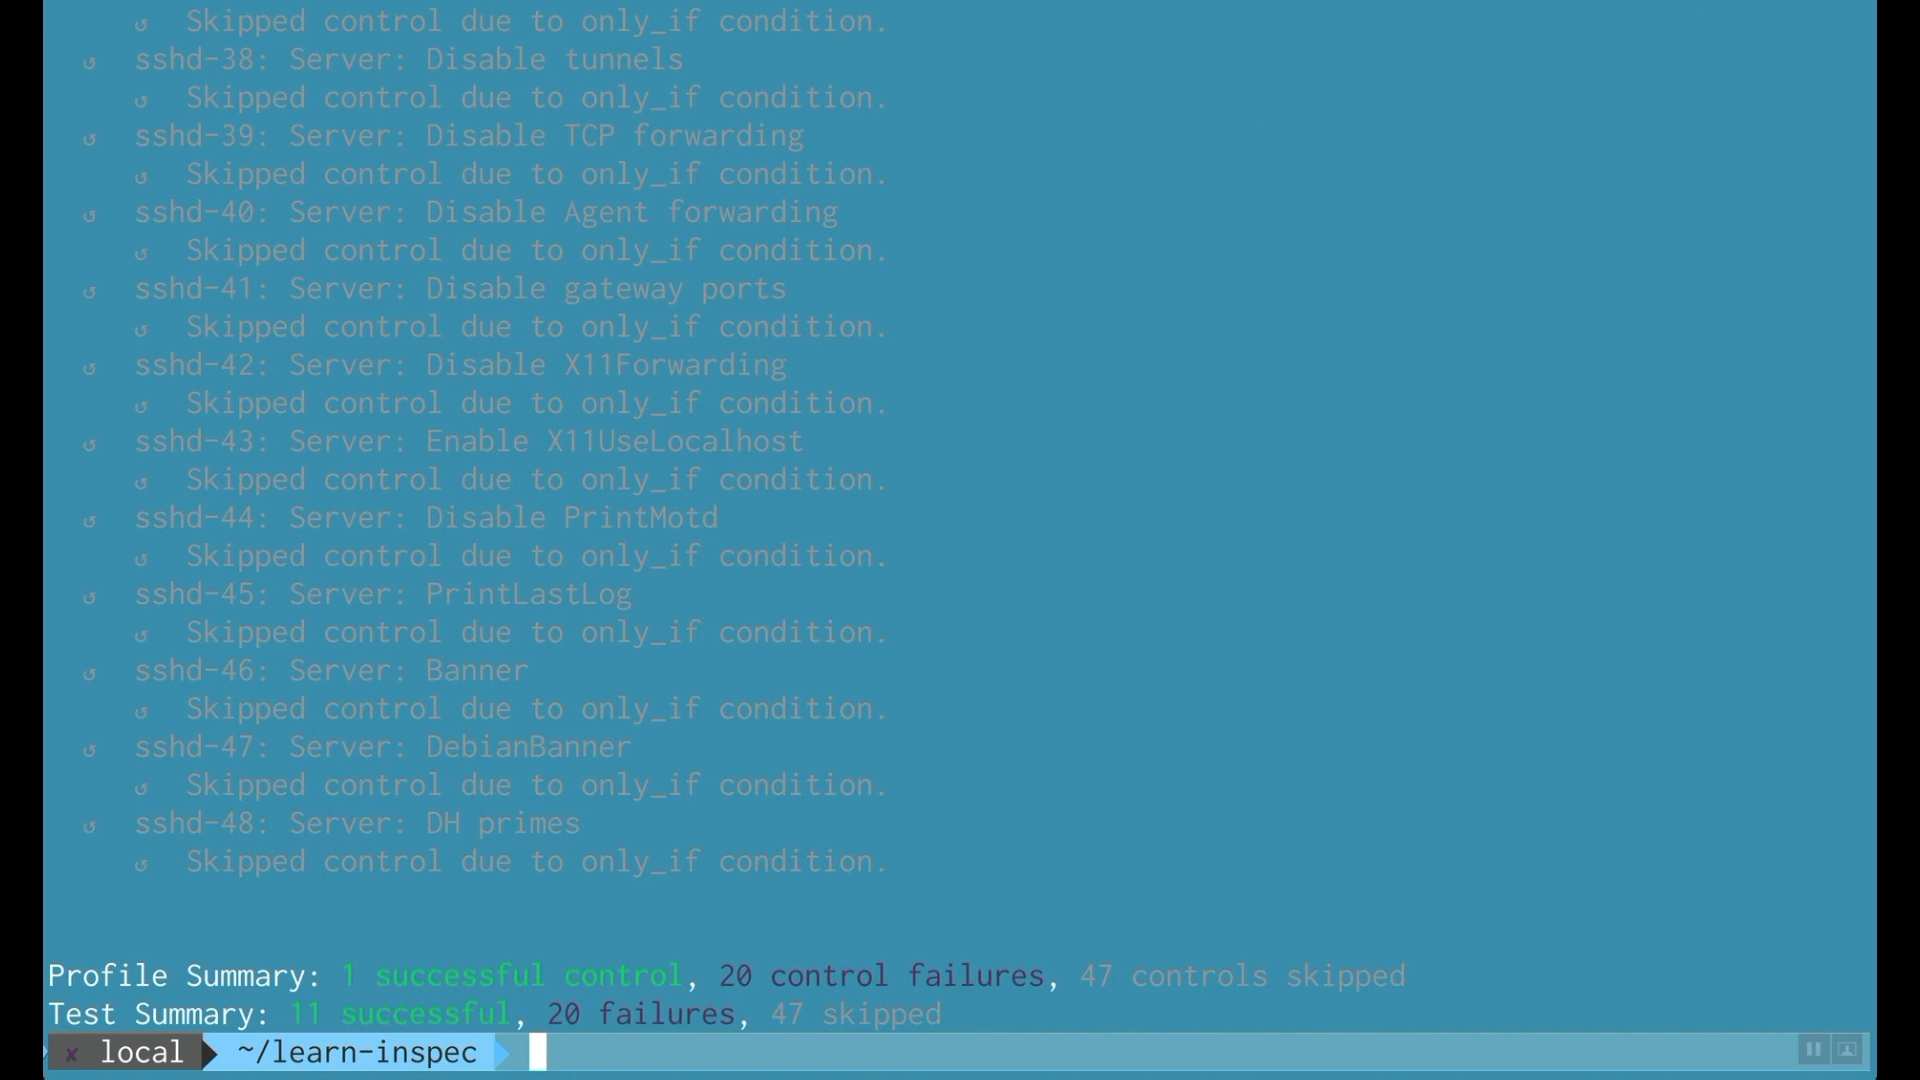 ↺ Skipped control due to only_if condition.
↺ sshd-38: Server: Disable tunnels
↺ Skipped control due to only_if condition.
↺ sshd-39: Server: Disable TCP forwarding
↺ Skipped control due to only_if condition.
↺ sshd-40: Server: Disable Agent forwarding
↺ Skipped control due to only_if condition.
↺ sshd-41: Server: Disable gateway ports
↺ Skipped control due to only_if condition.
↺ sshd-42: Server: Disable X11Forwarding
↺ Skipped control due to only_if condition.
↺ sshd-43: Server: Enable X11UseLocalhost
↺ Skipped control due to only_if condition.
↺ sshd-44: Server: Disable PrintMotd
↺ Skipped control due to only_if condition.
↺ sshd-45: Server: PrintLastLog
↺ Skipped control due to only_if condition.
↺ sshd-46: Server: Banner
↺ Skipped control due to only_if condition.
↺ sshd-47: Server: DebianBanner
↺ Skipped control due to only_if condition.
↺ sshd-48: Server: DH primes
↺ Skipped control due to only_if condition.
Profile Summary: 1 successful control, 20 control failures, 47 controls skipped
Test Summary: 11 successful, 20 failures, 47 skipped
✘ local ~/learn-inspec